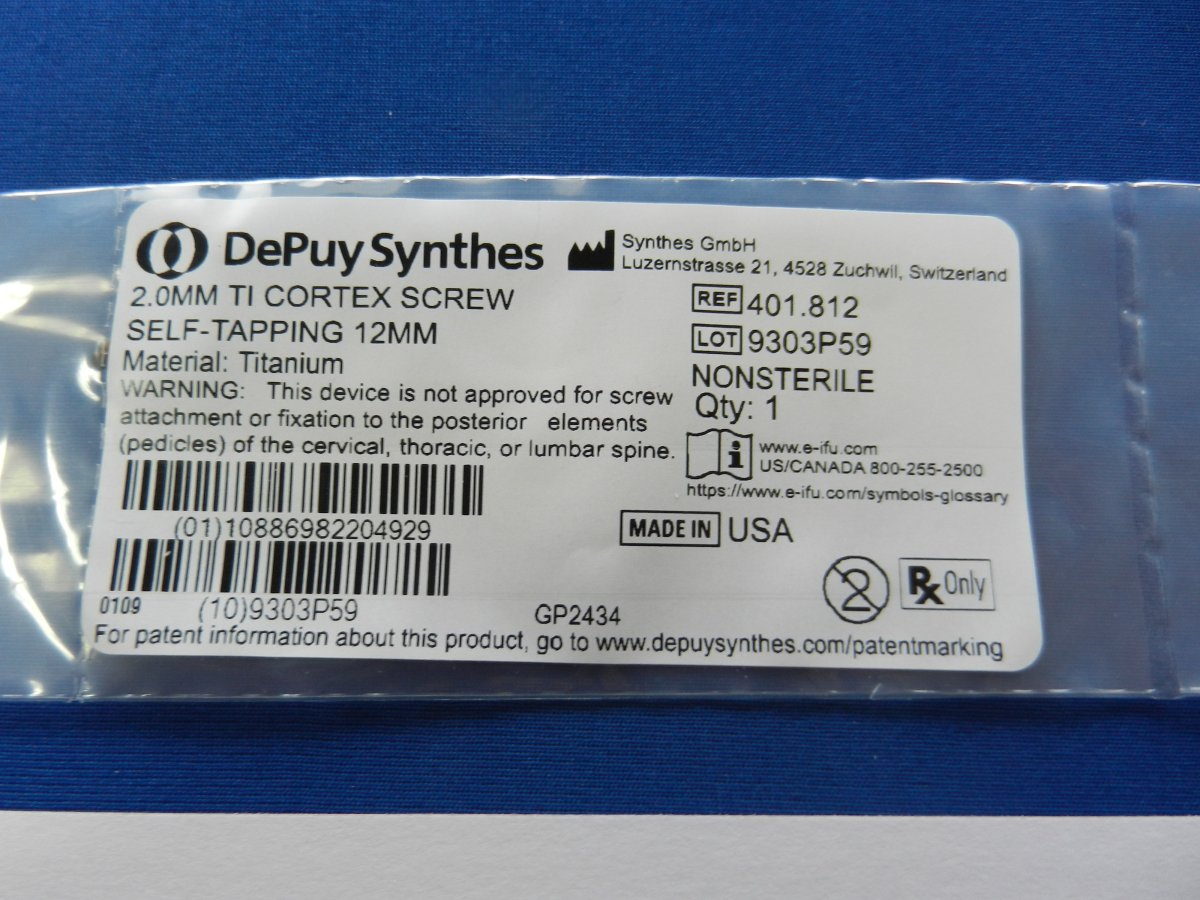 DePuy Synthes
Synthes GmbH
Luzernstrasse 21, 4528 Zuchwil, Switzerland
2.0MM TI CORTEX SCREW
SELF-TAPPING 12MM
Material: Titanium
WARNING: This device is not approved for screw
attachment or fixation to the posterior elements
(pedicles) of the cervical, thoracic, or lumbar spine.
REF 401.812
LOT 9303P59
NONSTERILE
Qty: 1
i www.e-ifu.com
US/CANADA 800-255-2500
https://www.e-ifu.com/symbols-glossary
(01)10886982204929
MADE IN USA
2
Rx Only
0109 (10)9303P59 GP2434
For patent information about this product, go to www.depuysynthes.com/patentmarking